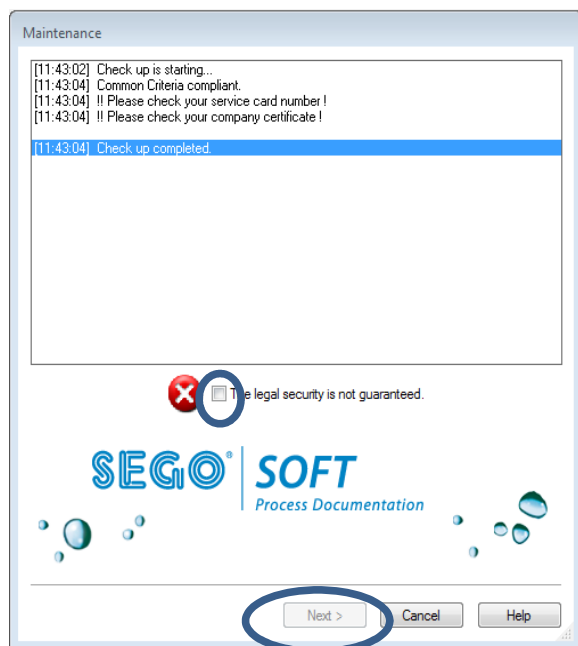 Maintenance
[11:43:02] Check up is starting...
[11:43:04] Common Criteria compliant.
[11:43:04] !! Please check your service card number !
[11:43:04] !! Please check your company certificate !
[11:43:04] Check up completed.
The legal security is not guaranteed.
SEGO® SOFT
Process Documentation
Next > Cancel Help